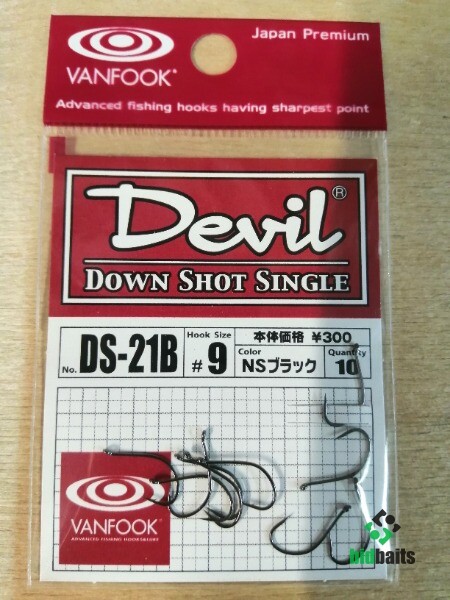 VANFOOK®
Japan Premium
Advanced fishing hooks having sharpest point
Devil®
DOWN SHOT SINGLE
No. DS-21B
Hook Size
#9
本体価格 ¥300
Color
NSブラック
Quantity
10
VANFOOK®
ADVANCED FISHING HOOKS
bidbaits